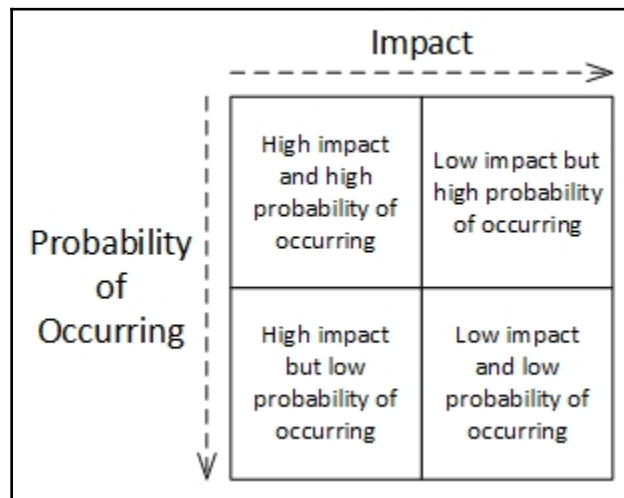 Impact
High impact
and high
probability of
occurring
Low impact but
high probability
of occurring
Probability
of
Occurring
High impact
but low
probability of
occurring
Low impact
and low
probability of
occurring